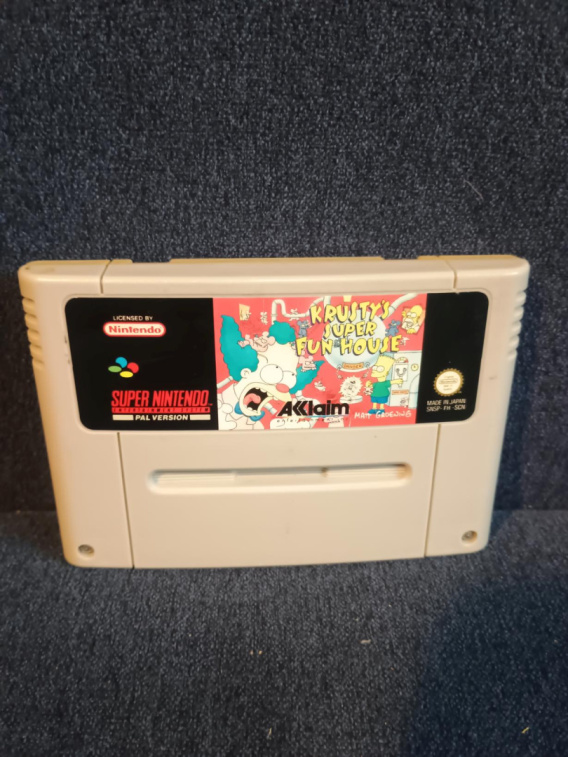 LICENSED BY
Nintendo
SUPER NINTENDO
ENTERTAINMENT SYSTEM
PAL VERSION
KRUSTY'S
SUPER
FUN HOUSE
AKlaim
MATT GROENING
MADE IN JAPAN
SNSP-FH-SCN